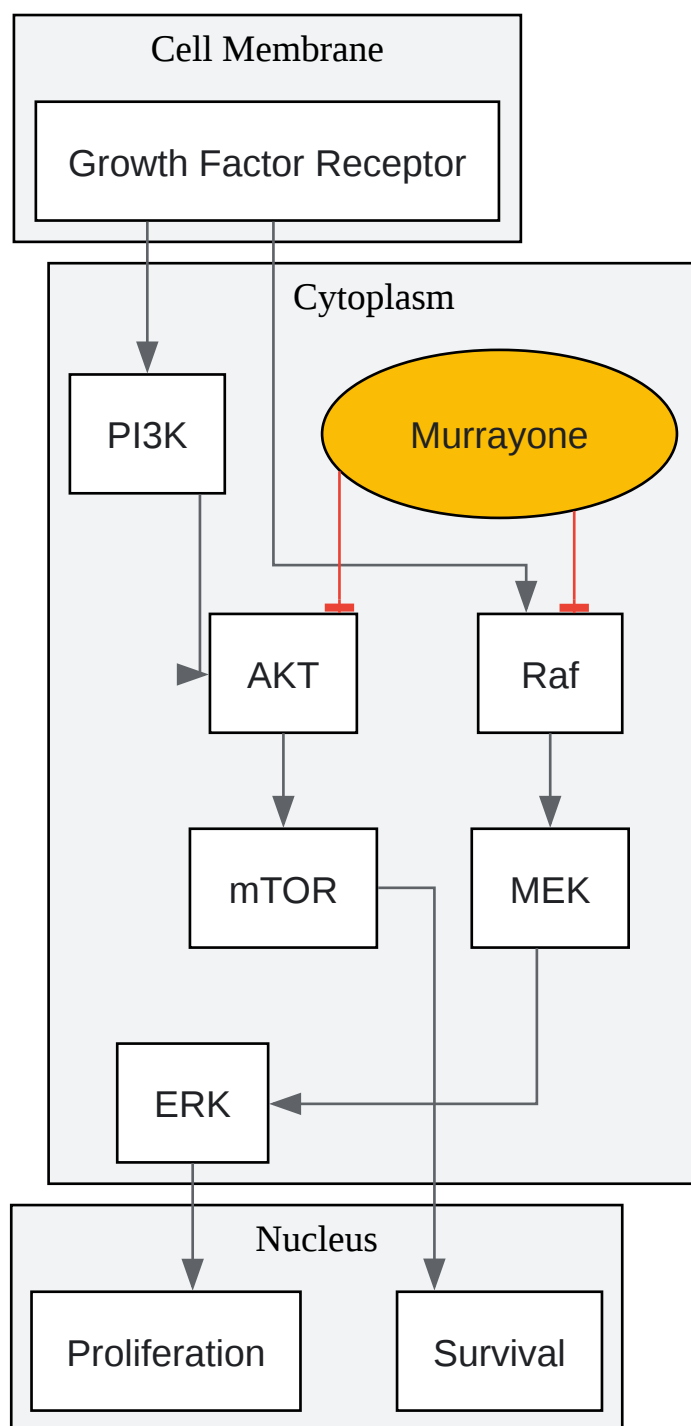 Cell Membrane
Growth Factor Receptor
Cytoplasm
PI3K
Murrayone
AKT
Raf
mTOR
MEK
ERK
Nucleus
Proliferation
Survival